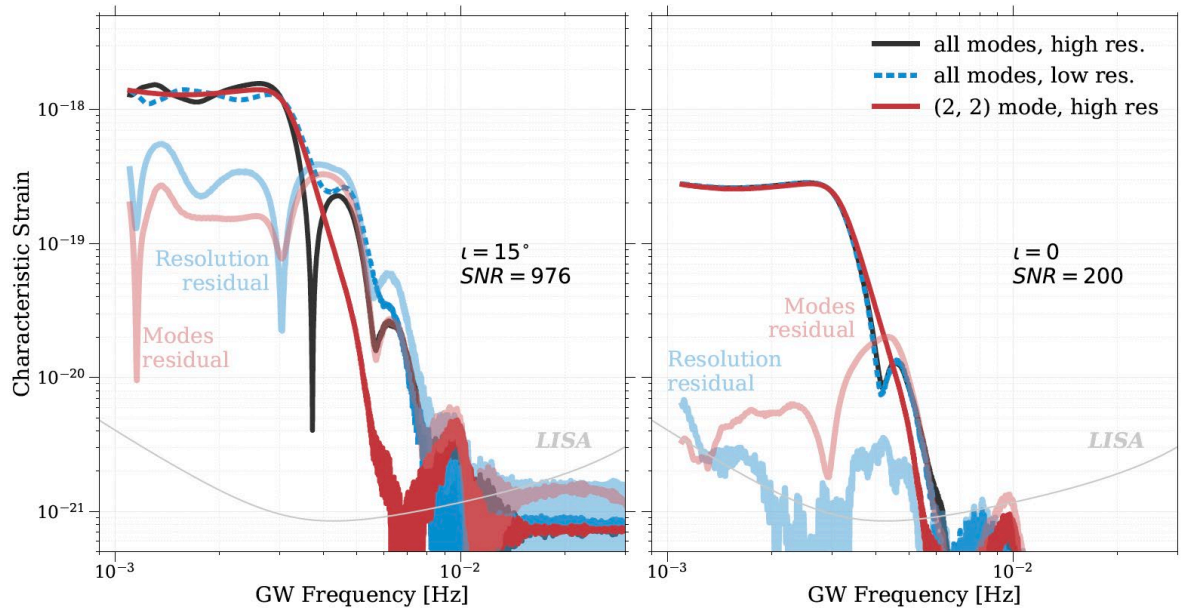 all modes, high res.
all modes, low res.
(2, 2) mode, high res
Characteristic Strain
10⁻¹⁸
10⁻¹⁹
10⁻²⁰
10⁻²¹
Resolution
residual
Modes
residual
ι = 15°
SNR = 976
LISA
10⁻³
10⁻²
GW Frequency [Hz]
Modes
residual
Resolution
residual
ι = 0
SNR = 200
LISA
10⁻³
10⁻²
GW Frequency [Hz]